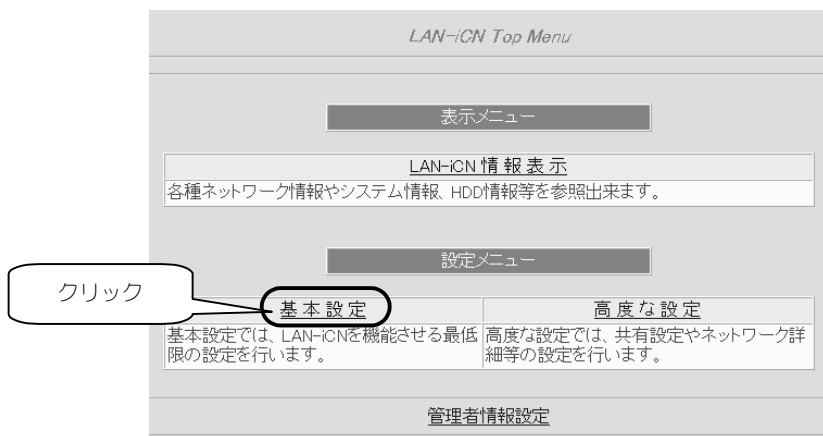 LAN-iCN Top Menu
表示メニュー
LAN-iCN 情報表示
各種ネットワーク情報やシステム情報、HDD情報等を参照出来ます。
設定メニュー
クリック
基本設定
基本設定では、LAN-iCNを機能させる最低
限の設定を行います。
高度な設定
高度な設定では、共有設定やネットワーク詳
細等の設定を行います。
管理者情報設定